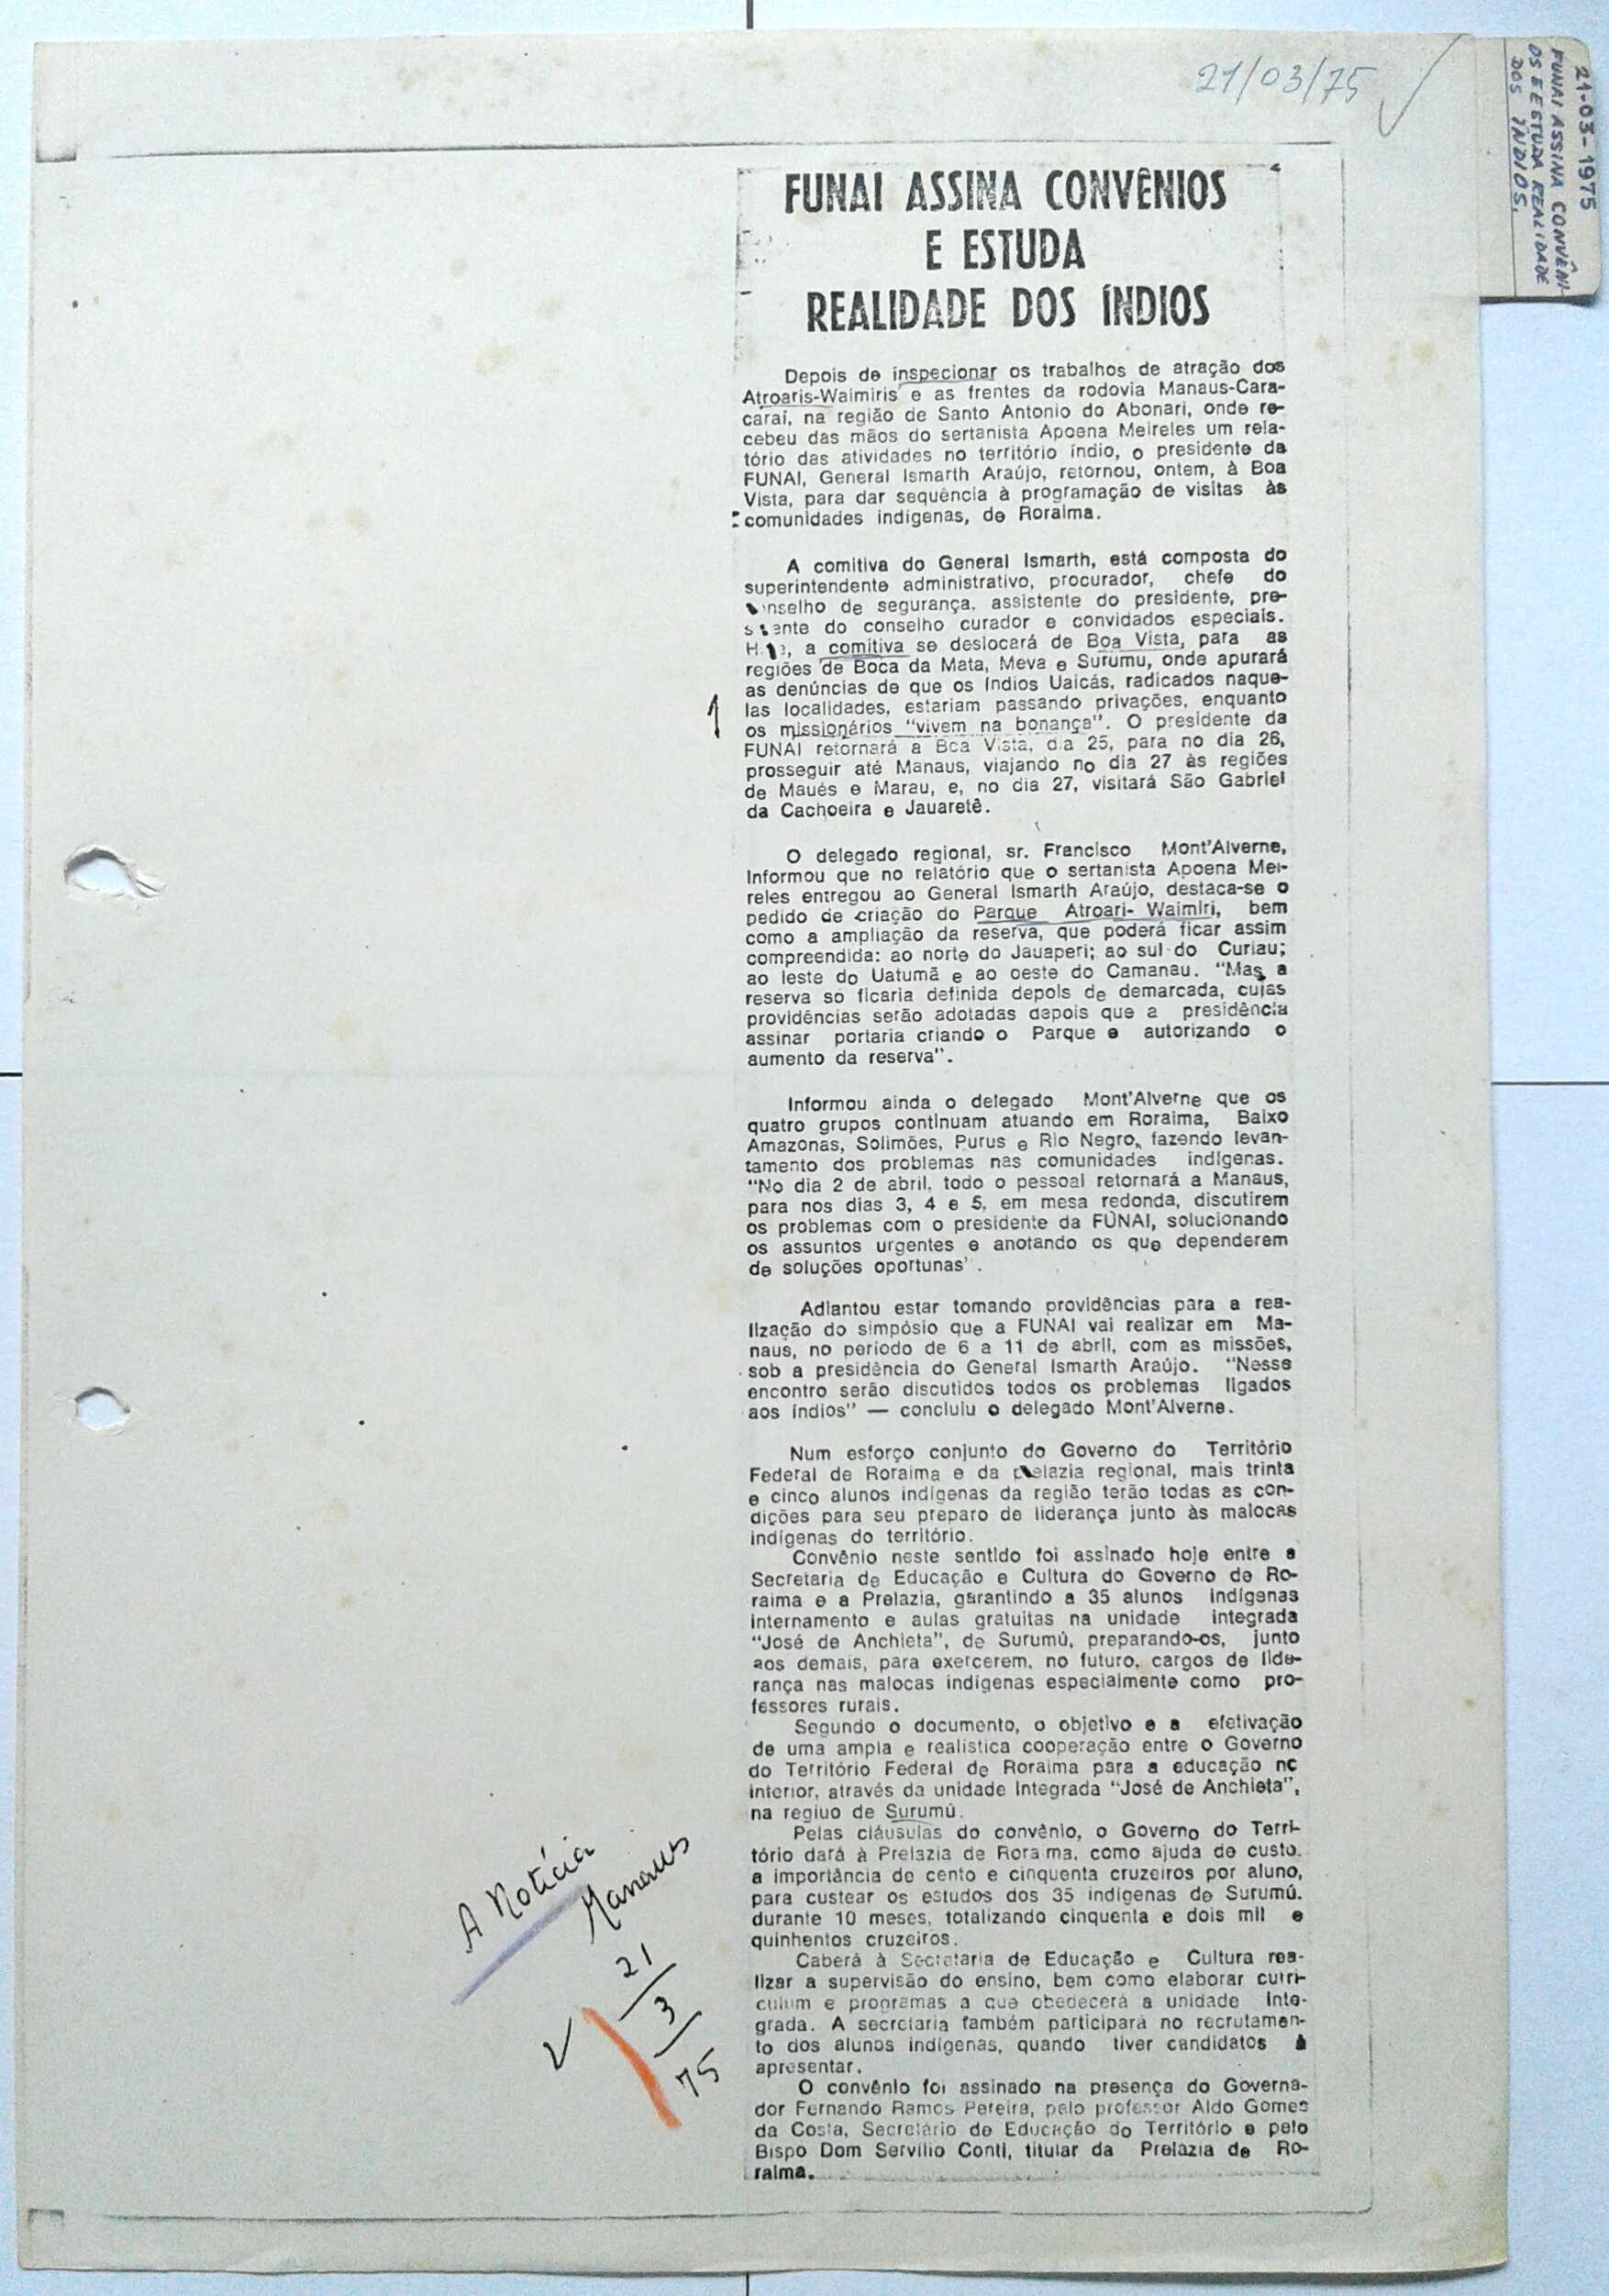 21/03/75
21-03-1975
FUNAI ASSINA CONVÊNI
OS E ESTUDA REALIDADE
DOS ÍNDIOS.
FUNAI ASSINA CONVÊNIOS
E ESTUDA
REALIDADE DOS ÍNDIOS
Depois de inspecionar os trabalhos de atração dos
Atroaris-Waimiris e as frentes da rodovia Manaus-Cara-
caraí, na região de Santo Antonio do Abonari, onde re-
cebeu das mãos do sertanista Apoena Meireles um rela-
tório das atividades no território índio, o presidente da
FUNAI, General Ismarth Araújo, retornou, ontem, à Boa
Vista, para dar sequência à programação de visitas às
comunidades indígenas, de Roraima.
A comitiva do General Ismarth, está composta do
superintendente administrativo, procurador, chefe do
nselho de segurança, assistente do presidente, pre-
s ente do conselho curador e convidados especiais.
a comitiva se deslocará de Boa Vista, para as
regiões de Boca da Mata, Meva e Surumu, onde apurará
as denúncias de que os índios Uaicás, radicados naque-
las localidades, estariam passando privações, enquanto
os missionários "vivem na bonança". O presidente da
FUNAI retornará a Boa Vista, dia 25, para no dia 26,
prosseguir até Manaus, viajando no dia 27 às regiões
de Maués e Marau, e, no dia 27, visitará São Gabriel
da Cachoeira e Jauaretê.
O delegado regional, sr. Francisco Mont'Alverne,
Informou que no relatório que o sertanista Apoena Mei-
reles entregou ao General Ismarth Araújo, destaca-se o
pedido de criação do Parque Atroari- Waimiri, bem
como a ampliação da reserva, que poderá ficar assim
compreendida: ao norte do Jauaperi; ao sul do Curiau;
ao leste do Uatumã e ao oeste do Camanau. "Mas a
reserva só ficaria definida depois de demarcada, cujas
providências serão adotadas depois que a presidência
assinar portaria criando o Parque e autorizando o
aumento da reserva".
Informou ainda o delegado Mont'Alverne que os
quatro grupos continuam atuando em Roraima, Baixo
Amazonas, Solimões, Purus e Rio Negro, fazendo levan-
tamento dos problemas nas comunidades indígenas.
"No dia 2 de abril, todo o pessoal retornará a Manaus,
para nos dias 3, 4 e 5, em mesa redonda, discutirem
os problemas com o presidente da FUNAI, solucionando
os assuntos urgentes e anotando os que dependerem
de soluções oportunas'.
Adiantou estar tomando providências para a rea-
lização do simpósio que a FUNAI vai realizar em Ma-
naus, no período de 6 a 11 de abril, com as missões,
sob a presidência do General Ismarth Araújo. "Nesse
encontro serão discutidos todos os problemas ligados
aos índios" — concluiu o delegado Mont'Alverne.
Num esforço conjunto do Governo do Território
Federal de Roraima e da prelazia regional, mais trinta
e cinco alunos indígenas da região terão todas as con-
dições para seu preparo de liderança junto às malocas
indígenas do território.
Convênio neste sentido foi assinado hoje entre a
Secretaria de Educação e Cultura do Governo de Ro-
raima e a Prelazia, garantindo a 35 alunos indígenas
internamento e aulas gratuitas na unidade integrada
"José de Anchieta", de Surumú, preparando-os, junto
aos demais, para exercerem, no futuro, cargos de lide-
rança nas malocas indígenas especialmente como pro-
fessores rurais.
Segundo o documento, o objetivo e a efetivação
de uma ampla e realística cooperação entre o Governo
do Território Federal de Roraima para a educação no
interior, através da unidade Integrada "José de Anchieta",
na regiuo de Surumú.
Pelas cláusulas do convênio, o Governo do Terri-
tório dará à Prelazia de Roraima, como ajuda de custo,
a importância de cento e cinquenta cruzeiros por aluno,
para custear os estudos dos 35 indígenas de Surumú,
durante 10 meses, totalizando cinquenta e dois mil e
quinhentos cruzeiros.
Caberá à Secretaria de Educação e Cultura rea-
lizar a supervisão do ensino, bem como elaborar curri-
culum e programas a que obedecerá a unidade inte-
grada. A secretaria também participará no recrutamen-
to dos alunos indígenas, quando tiver candidatos à
apresentar.
O convênio foi assinado na presença do Governa-
dor Fernando Ramos Pereira, pelo professor Aldo Gomes
da Costa, Secretário de Educação do Território e pelo
Bispo Dom Servílio Conti, titular da Prelazia de Ro-
raima.
A Notícia
Manaus
21
3
75